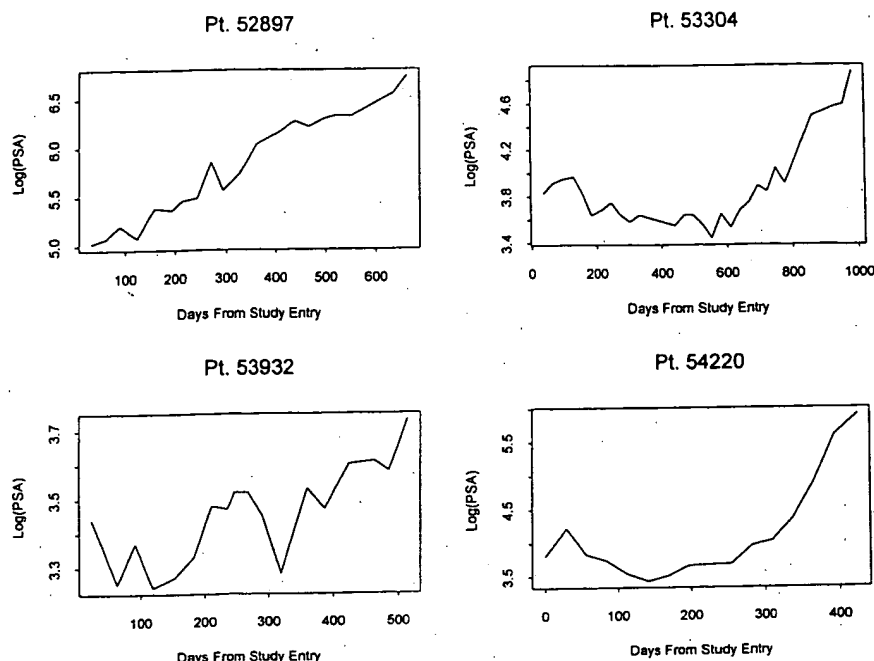 Pt. 52897
Log(PSA)
5.0 5.5 6.0 6.5
100 200 300 400 500 600
Days From Study Entry
Pt. 53304
Log(PSA)
3.4 3.8 4.2 4.6
0 200 400 600 800 1000
Days From Study Entry
Pt. 53932
Log(PSA)
3.3 3.5 3.7
100 200 300 400 500
Days From Study Entry
Pt. 54220
Log(PSA)
3.5 4.5 5.5
0 100 200 300 400
Days From Study Entry